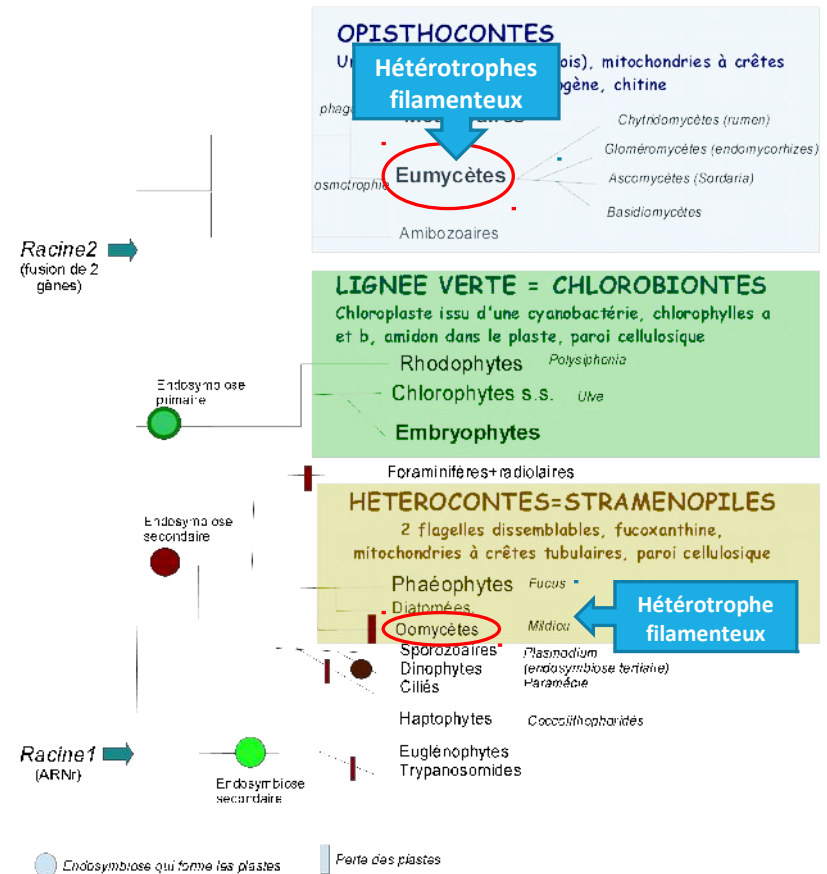 OPISTHOCONTES
ois), mitochondries à crêtes
gène, chitine
Hétérotrophes
filamenteux
Chytridiomycètes (rumen)
Gloméromycètes (endomycorhizes)
Eumycètes
osmotrophie
Ascomycètes (Sordaria)
Basidiomycètes
Amibozoaires
Racine2
(fusion de 2
gènes)
LIGNEE VERTE = CHLOROBIONTES
Chloroplaste issu d'une cyanobactérie, chlorophylles a
et b, amidon dans le plaste, paroi cellulosique
Rhodophytes Polysiphonia
Chlorophytes s.s. Ulve
Embryophytes
Endosymbiose
primaire
Foraminifères+radiolaires
HETEROCONTES=STRAMENOPILES
2 flagelles dissemblables, fucoxanthine,
mitochondries à crêtes tubulaires, paroi cellulosique
Endosymbiose
secondaire
Phaéophytes Fucus
Diatomées,
Oomycètes Mildiou
Hétérotrophe
filamenteux
Sporozoaires Plasmodium
Dinophytes (endosymbiose tertiaire)
Ciliés Paramécie
Haptophytes Coccolithophoridés
Racine1
(ARNr)
Euglénophytes
Trypanosomides
Endosymbiose
secondaire
Endosymbiose qui forme les plastes
Perte des plastes